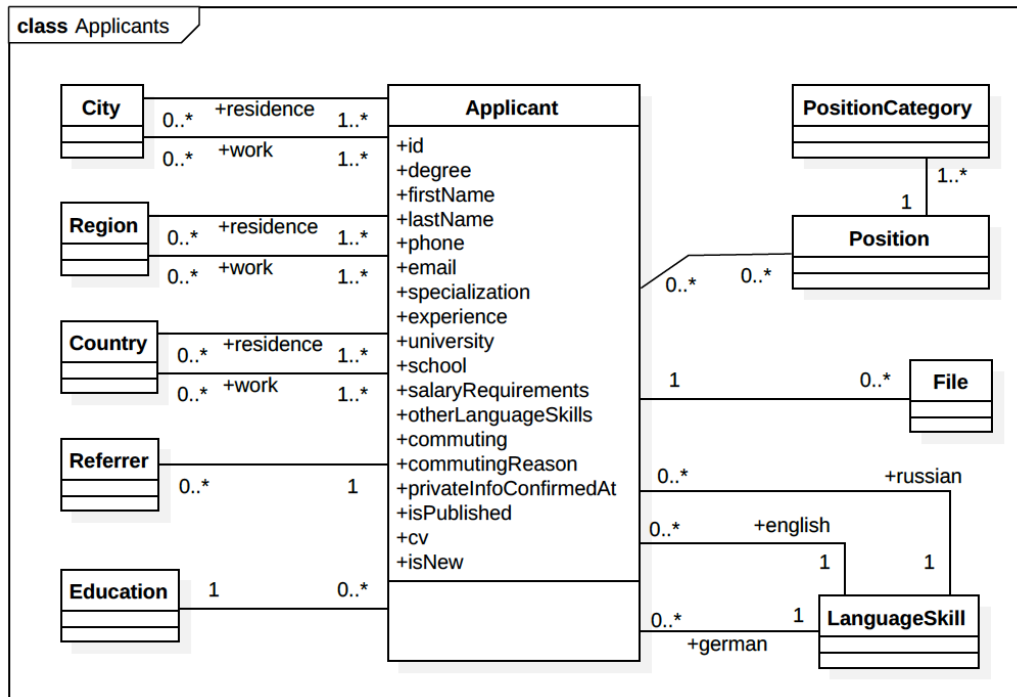 class Applicants
City
0..* +residence 1..*
0..* +work 1..*
Region
0..* +residence 1..*
0..* +work 1..*
Country
0..* +residence 1..*
0..* +work 1..*
Referrer
0..* 1
Education
1 0..*
Applicant
+id
+degree
+firstName
+lastName
+phone
+email
+specialization
+experience
+university
+school
+salaryRequirements
+otherLanguageSkills
+commuting
+commutingReason
+privateInfoConfirmedAt
+isPublished
+cv
+isNew
PositionCategory
1..*
1
Position
0..* 0..*
1 0..*
File
0..* +russian
0..* +english
1 1
LanguageSkill
0..* 1
+german